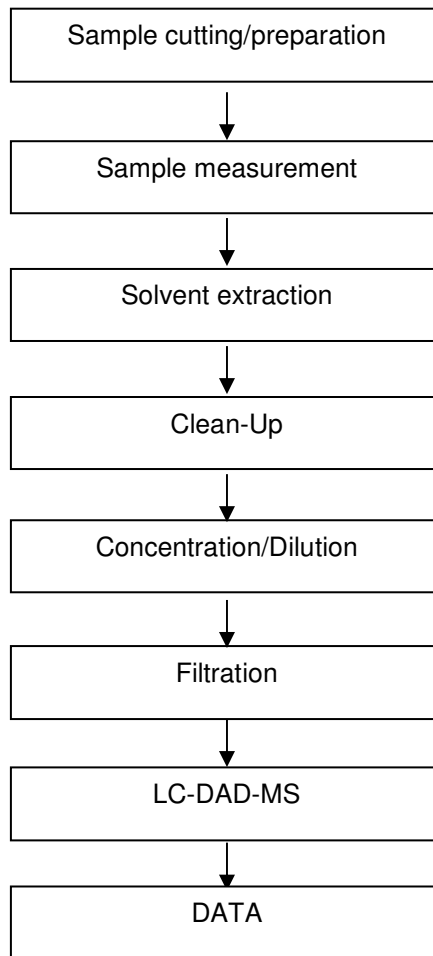 Sample cutting/preparation
Sample measurement
Solvent extraction
Clean-Up
Concentration/Dilution
Filtration
LC-DAD-MS
DATA